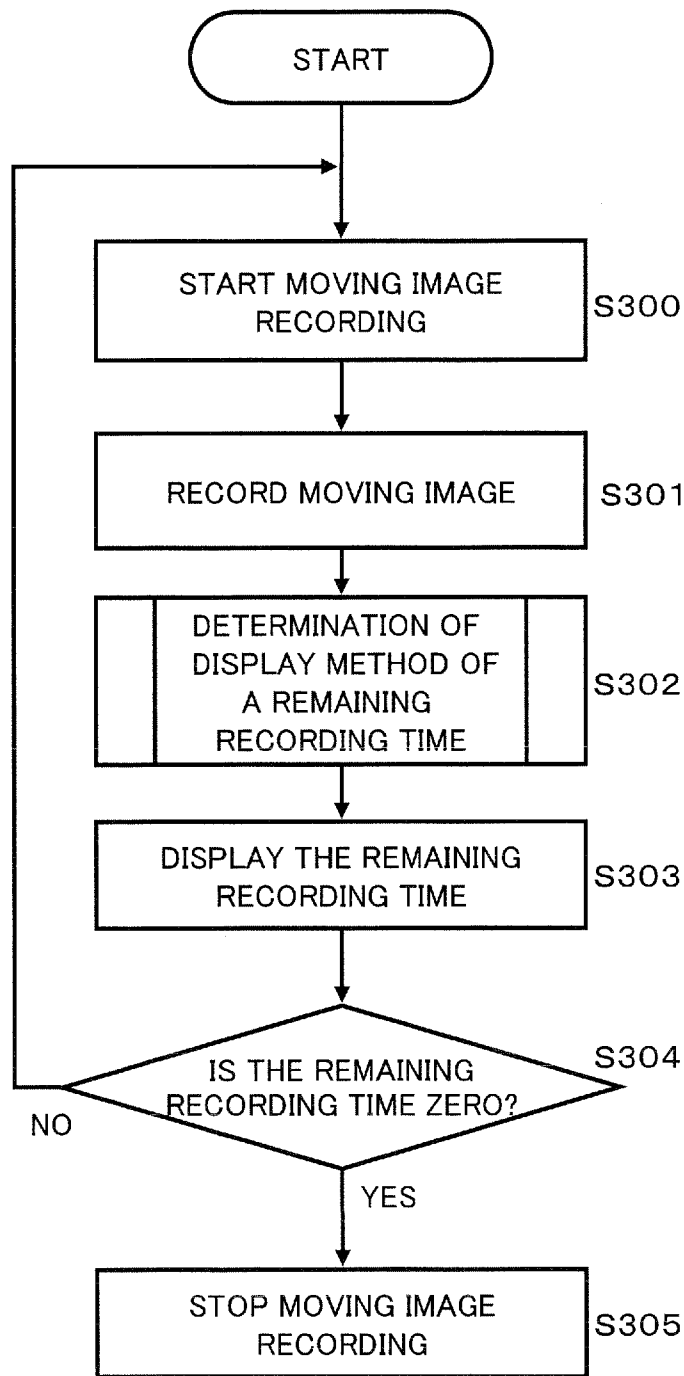 START
START MOVING IMAGE
RECORDING
S300
RECORD MOVING IMAGE
S301
DETERMINATION OF
DISPLAY METHOD OF
A REMAINING
RECORDING TIME
S302
DISPLAY THE REMAINING
RECORDING TIME
S303
IS THE REMAINING
RECORDING TIME ZERO?
S304
NO
YES
STOP MOVING IMAGE
RECORDING
S305